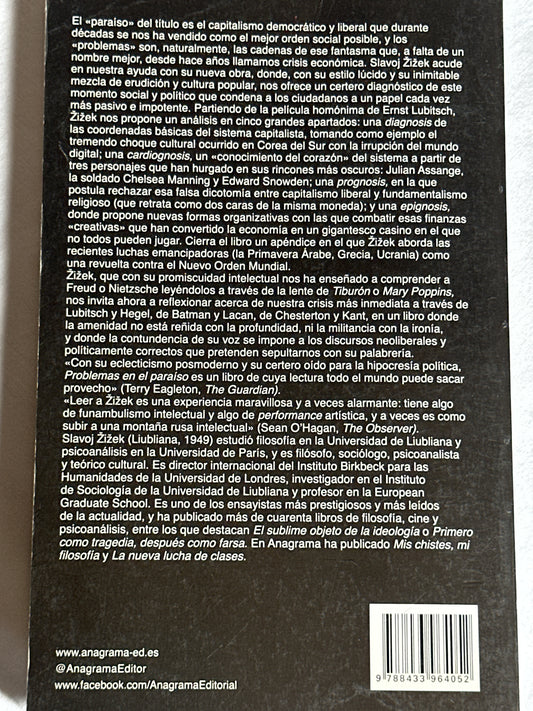 El «paraíso» del título es el capitalismo democrático y liberal que durante
décadas se nos ha vendido como el mejor orden social posible, y los
«problemas» son, naturalmente, las cadenas de ese fantasma que, a falta de un
nombre mejor, desde hace años llamamos crisis económica. Slavoj Žižek acude
en nuestra ayuda con su nueva obra, donde, con su estilo lúcido y su inimitable
mezcla de erudición y cultura popular, nos ofrece un certero diagnóstico de este
momento social y político que condena a los ciudadanos a un papel cada vez
más pasivo e impotente. Partiendo de la película homónima de Ernst Lubitsch,
Žižek nos propone un análisis en cinco grandes apartados: una diagnosis de
las coordenadas básicas del sistema capitalista, tomando como ejemplo el
tremendo choque cultural ocurrido en Corea del Sur con la irrupción del mundo
digital; una cardiognosis, un «conocimiento del corazón» del sistema a partir de
tres personajes que han hurgado en sus rincones más oscuros: Julian Assange,
la soldado Chelsea Manning y Edward Snowden; una prognosis, en la que
postula rechazar esa falsa dicotomía entre capitalismo liberal y fundamentalismo
religioso (que retrata como dos caras de la misma moneda); y una epignosis,
donde propone nuevas formas organizativas con las que combatir esas finanzas
«creativas» que han convertido la economía en un gigantesco casino en el que
no todos pueden jugar. Cierra el libro un apéndice en el que Žižek aborda las
recientes luchas emancipadoras (la Primavera Árabe, Grecia, Ucrania) como
una revuelta contra el Nuevo Orden Mundial.
Žižek, que con su promiscuidad intelectual nos ha enseñado a comprender a
Freud o Nietzsche leyéndolos a través de la lente de Tiburón o Mary Poppins,
nos invita ahora a reflexionar acerca de nuestra crisis más inmediata a través de
Lubitsch y Hegel, de Batman y Lacan, de Chesterton y Kant, en un libro donde
la amenidad no está reñida con la profundidad, ni la militancia con la ironía,
y donde la contundencia de su voz se impone a los discursos neoliberales y
políticamente correctos que pretenden sepultarnos con su palabrería.
«Con su eclecticismo posmoderno y su certero oído para la hipocresía política,
Problemas en el paraíso es un libro de cuya lectura todo el mundo puede sacar
provecho» (Terry Eagleton, The Guardian).
«Leer a Žižek es una experiencia maravillosa y a veces alarmante: tiene algo
de funambulismo intelectual y algo de performance artística, y a veces es como
subir a una montaña rusa intelectual» (Sean O'Hagan, The Observer).
Slavoj Žižek (Liubliana, 1949) estudió filosofía en la Universidad de Liubliana y
psicoanálisis en la Universidad de París, y es filósofo, sociólogo, psicoanalista
y teórico cultural. Es director internacional del Instituto Birkbeck para las
Humanidades de la Universidad de Londres, investigador en el Instituto
de Sociología de la Universidad de Liubliana y profesor en la European
Graduate School. Es uno de los ensayistas más prestigiosos y más leídos
de la actualidad, y ha publicado más de cuarenta libros de filosofía, cine y
psicoanálisis, entre los que destacan El sublime objeto de la ideología o Primero
como tragedia, después como farsa. En Anagrama ha publicado Mis chistes, mi
filosofía y La nueva lucha de clases.
www.anagrama-ed.es
@AnagramaEditor
www.facebook.com/AnagramaEditorial
9 788433 964052